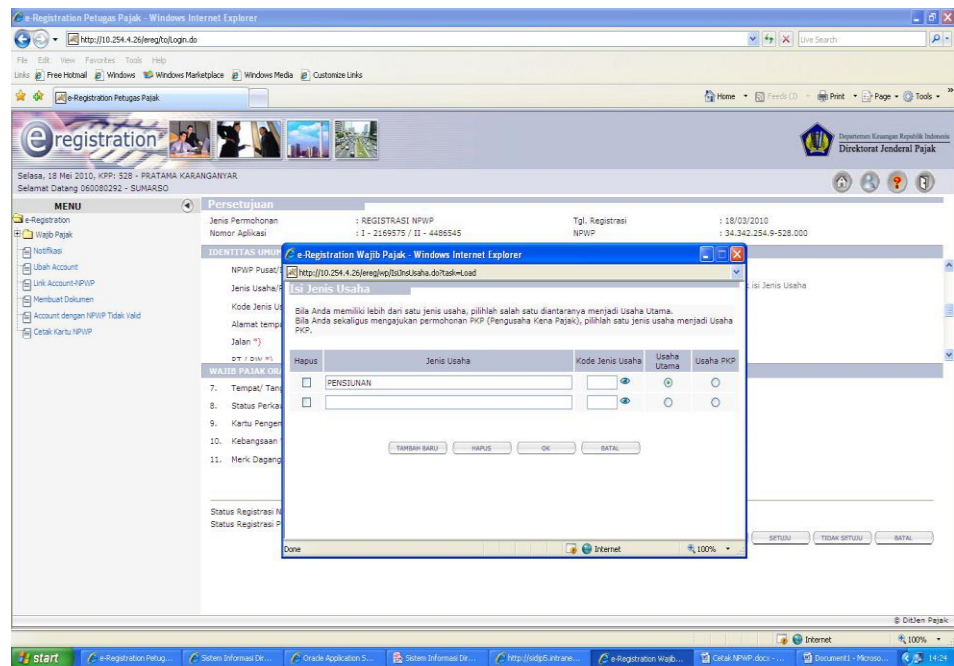 e-Registration Petugas Pajak - Windows Internet Explorer
http://10.254.4.26/ereg/to/Login.do
Live Search
File Edit View Favorites Tools Help
Links Free Hotmail Windows Windows Marketplace Windows Media Customize Links
e-Registration Petugas Pajak
Home Feeds (J) Print Page Tools »
e registration
Departemen Keuangan Republik Indonesia
Direktorat Jenderal Pajak
Selasa, 18 Mei 2010, KPP: 528 - PRATAMA KARANGANYAR
Selamat Datang 060080292 - SUMARSO
MENU
e-Registration
Wajib Pajak
Notifikasi
Ubah Account
Link Account-NPWP
Membuat Dokumen
Account dengan NPWP Tidak Valid
Cetak Kartu NPWP
Persetujuan
Jenis Permohonan : REGISTRASI NPWP Tgl. Registrasi : 18/03/2010
Nomor Aplikasi : I - 2169575 / II - 4486545 NPWP : 34.342.254.9-528.000
IDENTITAS UMUM
NPWP Pusat/
Jenis Usaha/
isi Jenis Usaha
Kode Jenis Us
Alamat temp
Jalan *)
RT / RW *)
WAJIB PAJAK OR
7. Tempat/ Tang
8. Status Perka
9. Kartu Pengen
10. Kebangsaan
11. Merk Dagang
Status Registrasi N
Status Registrasi P
SETUJU TIDAK SETUJU BATAL
e-Registration Wajib Pajak - Windows Internet Explorer
http://10.254.4.26/ereg/wp/IsiJnsUsaha.do?task=Load
Isi Jenis Usaha
Bila Anda memiliki lebih dari satu jenis usaha, pilihlah salah satu diantaranya menjadi Usaha Utama.
Bila Anda sekaligus mengajukan permohonan PKP (Pengusaha Kena Pajak), pilihlah satu jenis usaha menjadi Usaha
PKP.
Hapus Jenis Usaha Kode Jenis Usaha Usaha Utama Usaha PKP
PENSIUNAN
TAMBAH BARU HAPUS OK BATAL
Done Internet 100%
© DitJen Pajak
Internet 100%
start e-Registration Petug... Sistem Informasi Dir... Oracle Application S... Sistem Informasi Dir... http://sidjp5.intrane... e-Registration Wajib... Cetak NPWP.docx - ... Document1 - Microso... 14:24